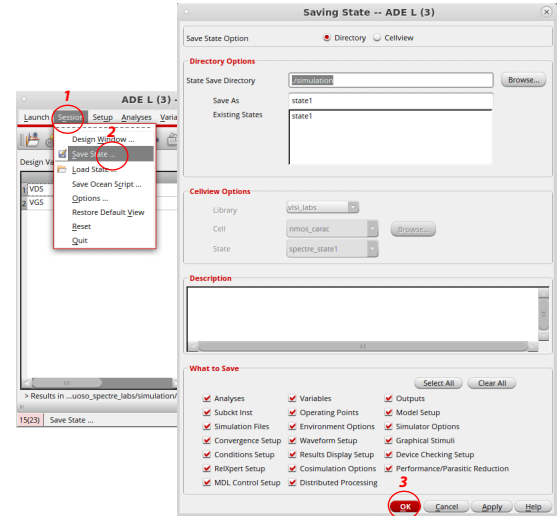 Saving State -- ADE L (3)
Save State Option
Directory
Cellview
Directory Options
State Save Directory
./simulation
Browse...
Save As
state1
Existing States
state1
Cellview Options
Library
vlsi_labs
Cell
nmos_carac
Browse...
State
spectre_state1
Description
What to Save
Select All
Clear All
Analyses
Variables
Outputs
Subckt Inst
Operating Points
Model Setup
Simulation Files
Environment Options
Simulator Options
Convergence Setup
Waveform Setup
Graphical Stimuli
Conditions Setup
Results Display Setup
Device Checking Setup
RelXpert Setup
Cosimulation Options
Performance/Parasitic Reduction
MDL Control Setup
Distributed Processing
3
OK
Cancel
Apply
Help
1
ADE L (3) -
Launch
Session
Setup
Analyses
Varia
2
Design Window ...
Save State ...
Load State ...
Save Ocean Script ...
Options ...
Restore Default View
Reset
Quit
Design Va
1 VDS
2 VGS
> Results in ...uoso_spectre_labs/simulation/
15(23)
Save State ...